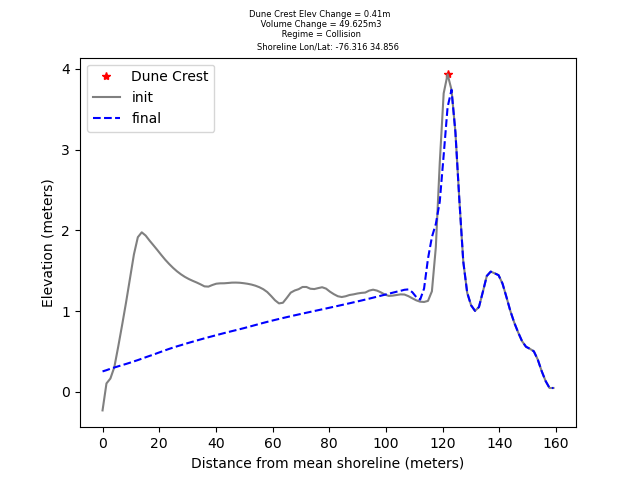 Dune Crest Elev Change = 0.41m
Volume Change = 49.625m3
Regime = Collision
Shoreline Lon/Lat: -76.316 34.856
Dune Crest
init
final
Elevation (meters)
4
3
2
1
0
0 20 40 60 80 100 120 140 160
Distance from mean shoreline (meters)